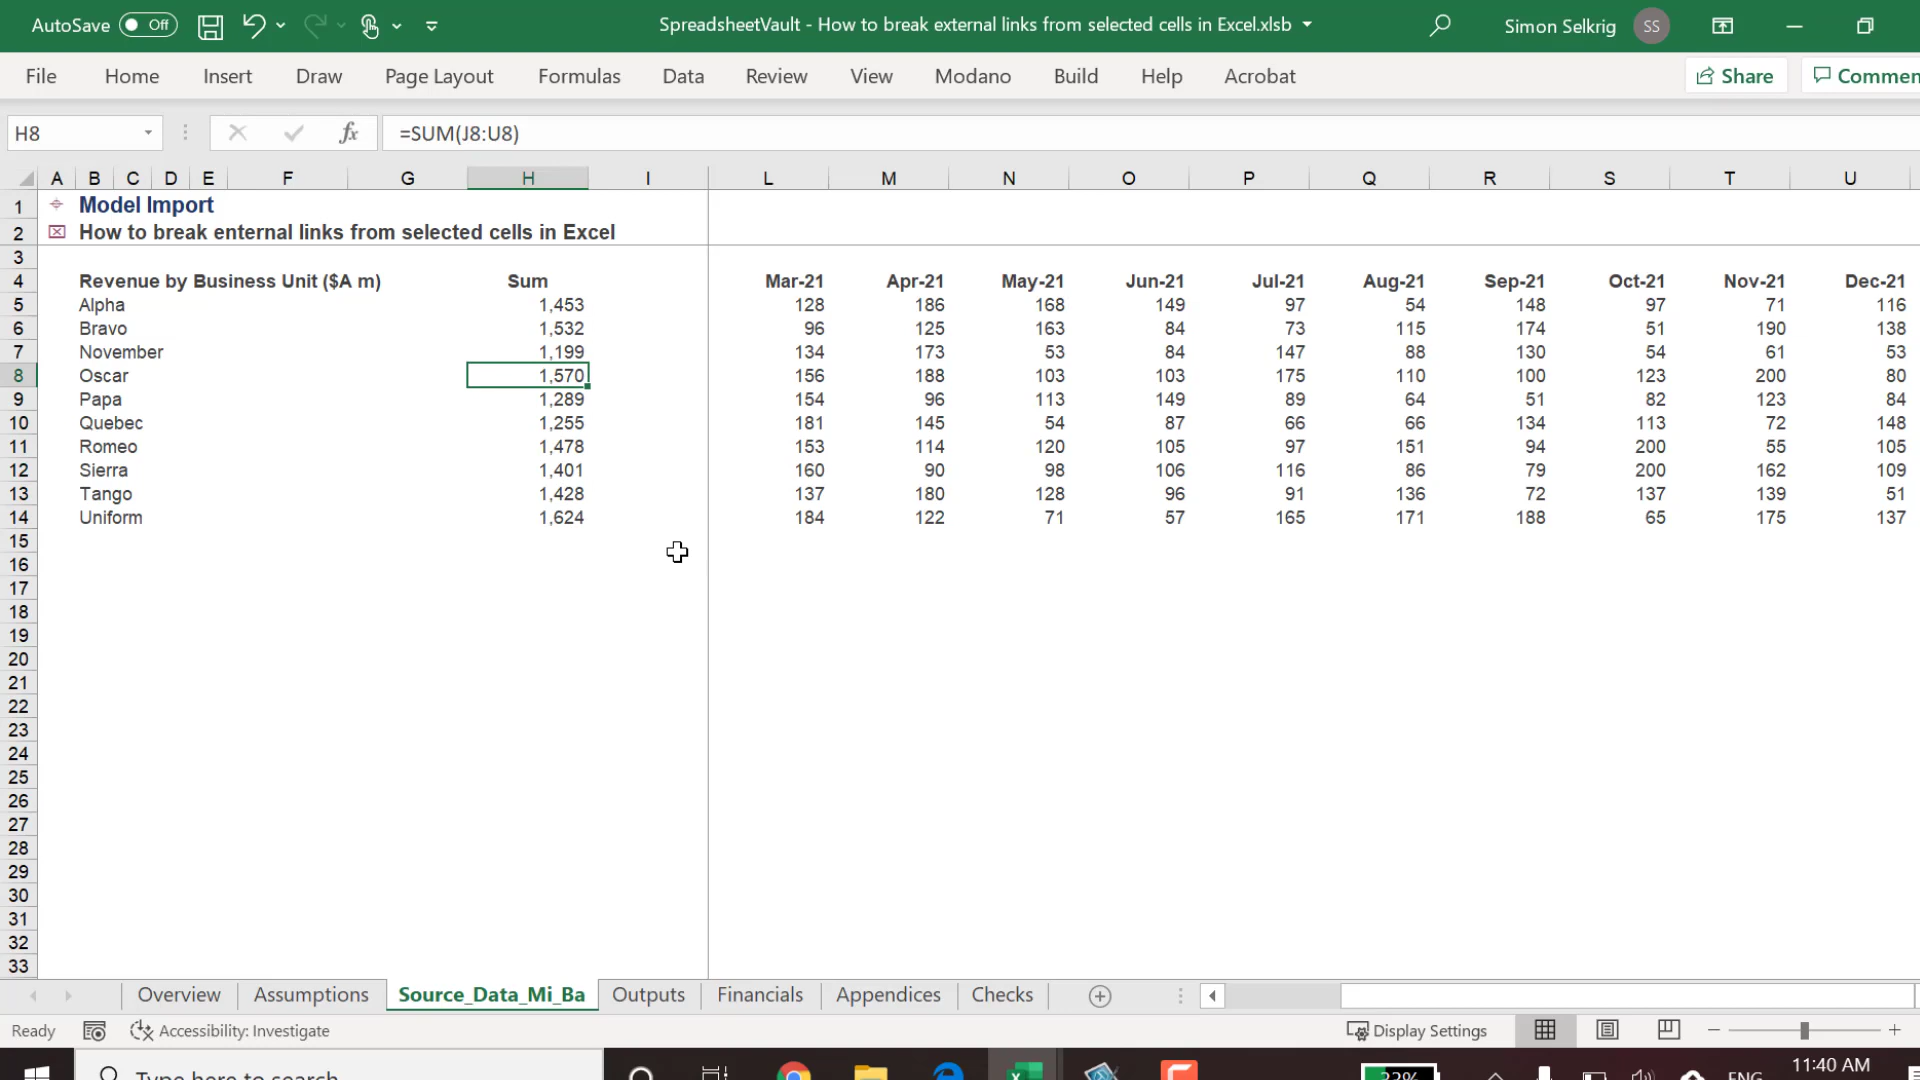 AutoSave Off SpreadsheetVault - How to break external links from selected cells in Excel.xlsb Simon Selkrig SS
File Home Insert Draw Page Layout Formulas Data Review View Modano Build Help Acrobat Share Commen
H8 fx =SUM(J8:U8)
A B C D E F G H I L M N O P Q R S T U
1 Model Import
2 How to break enternal links from selected cells in Excel
3
4 Revenue by Business Unit ($A m) Sum Mar-21 Apr-21 May-21 Jun-21 Jul-21 Aug-21 Sep-21 Oct-21 Nov-21 Dec-21
5 Alpha 1,453 128 186 168 149 97 54 148 97 71 116
6 Bravo 1,532 96 125 163 84 73 115 174 51 190 138
7 November 1,199 134 173 53 84 147 88 130 54 61 53
8 Oscar 1,570 156 188 103 103 175 110 100 123 200 80
9 Papa 1,289 154 96 113 149 89 64 51 82 123 84
10 Quebec 1,255 181 145 54 87 66 66 134 113 72 148
11 Romeo 1,478 153 114 120 105 97 151 94 200 55 105
12 Sierra 1,401 160 90 98 106 116 86 79 200 162 109
13 Tango 1,428 137 180 128 96 91 136 72 137 139 51
14 Uniform 1,624 184 122 71 57 165 171 188 65 175 137
15
16
17
18
19
20
21
22
23
24
25
26
27
28
29
30
31
32
33
Overview Assumptions Source_Data_Mi_Ba Outputs Financials Appendices Checks
Ready Accessibility: Investigate Display Settings
Type here to search 33% ENG 11:40 AM